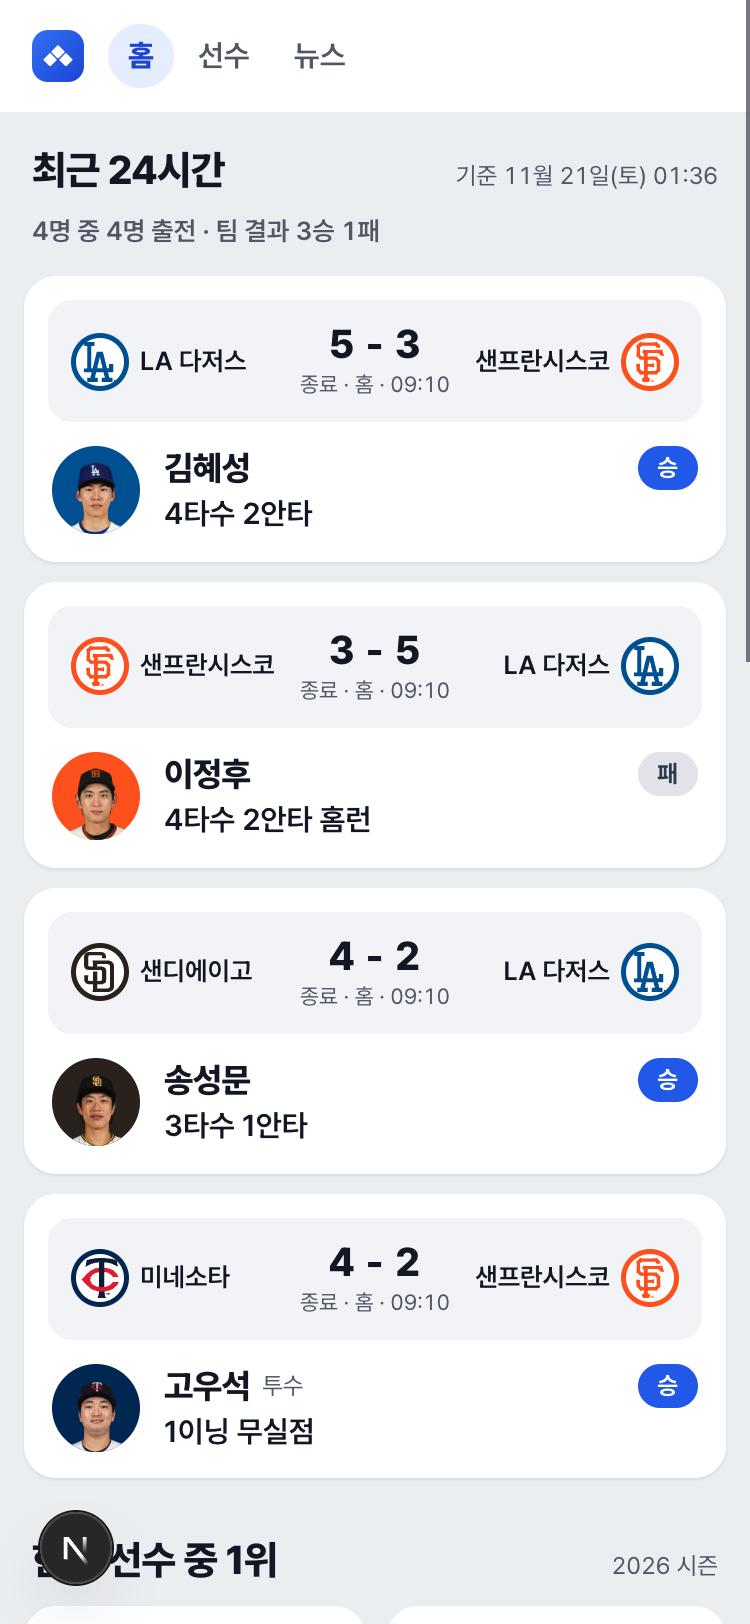 홈 선수 뉴스
최근 24시간
기준 11월 21일(토) 01:36
4명 중 4명 출전 · 팀 결과 3승 1패
LA 다저스 5 - 3 샌프란시스코
종료 · 홈 · 09:10
김혜성 승
4타수 2안타
샌프란시스코 3 - 5 LA 다저스
종료 · 홈 · 09:10
이정후 패
4타수 2안타 홈런
샌디에이고 4 - 2 LA 다저스
종료 · 홈 · 09:10
송성문 승
3타수 1안타
미네소타 4 - 2 샌프란시스코
종료 · 홈 · 09:10
고우석 투수 승
1이닝 무실점
N
선수 중 1위
2026 시즌